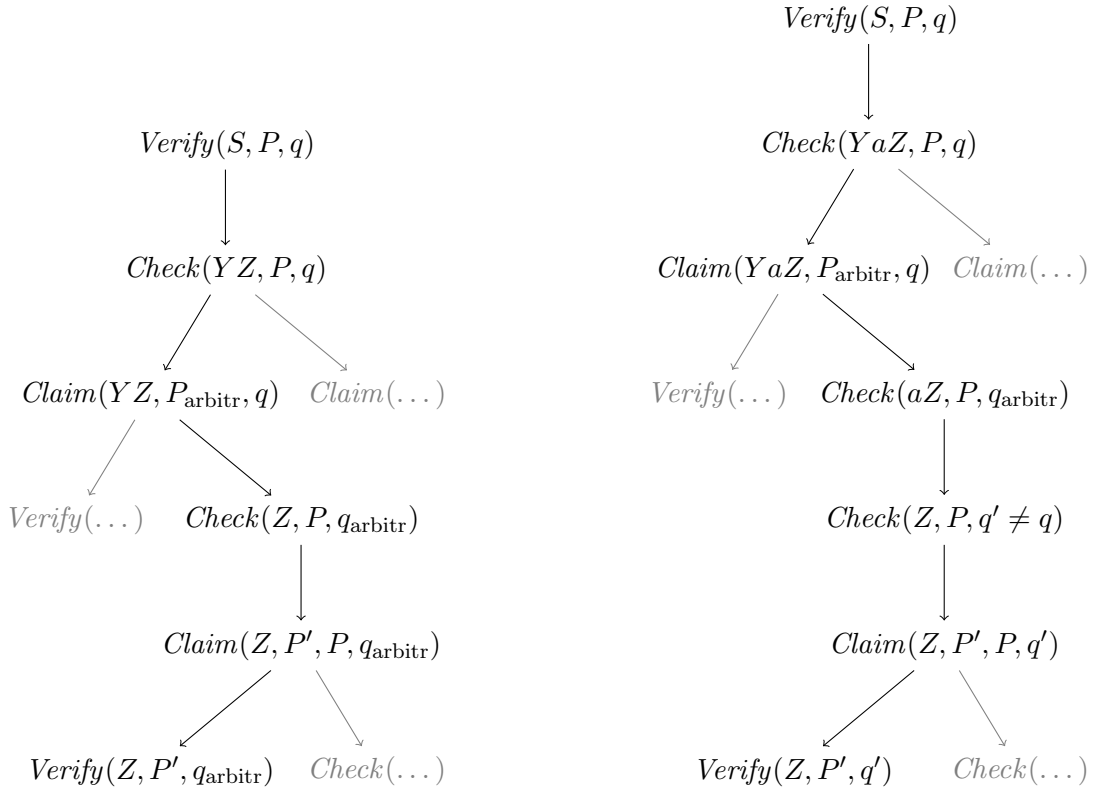 Verify(S, P, q)
Check(Y Z, P, q)
Claim(Y Z, P_arbitr, q) Claim(...)
Verify(...) Check(Z, P, q_arbitr)
Claim(Z, P′, P, q_arbitr)
Verify(Z, P′, q_arbitr) Check(...)
Verify(S, P, q)
Check(Y aZ, P, q)
Claim(Y aZ, P_arbitr, q) Claim(...)
Verify(...) Check(aZ, P, q_arbitr)
Check(Z, P, q′ ≠ q)
Claim(Z, P′, P, q′)
Verify(Z, P′, q′) Check(...)